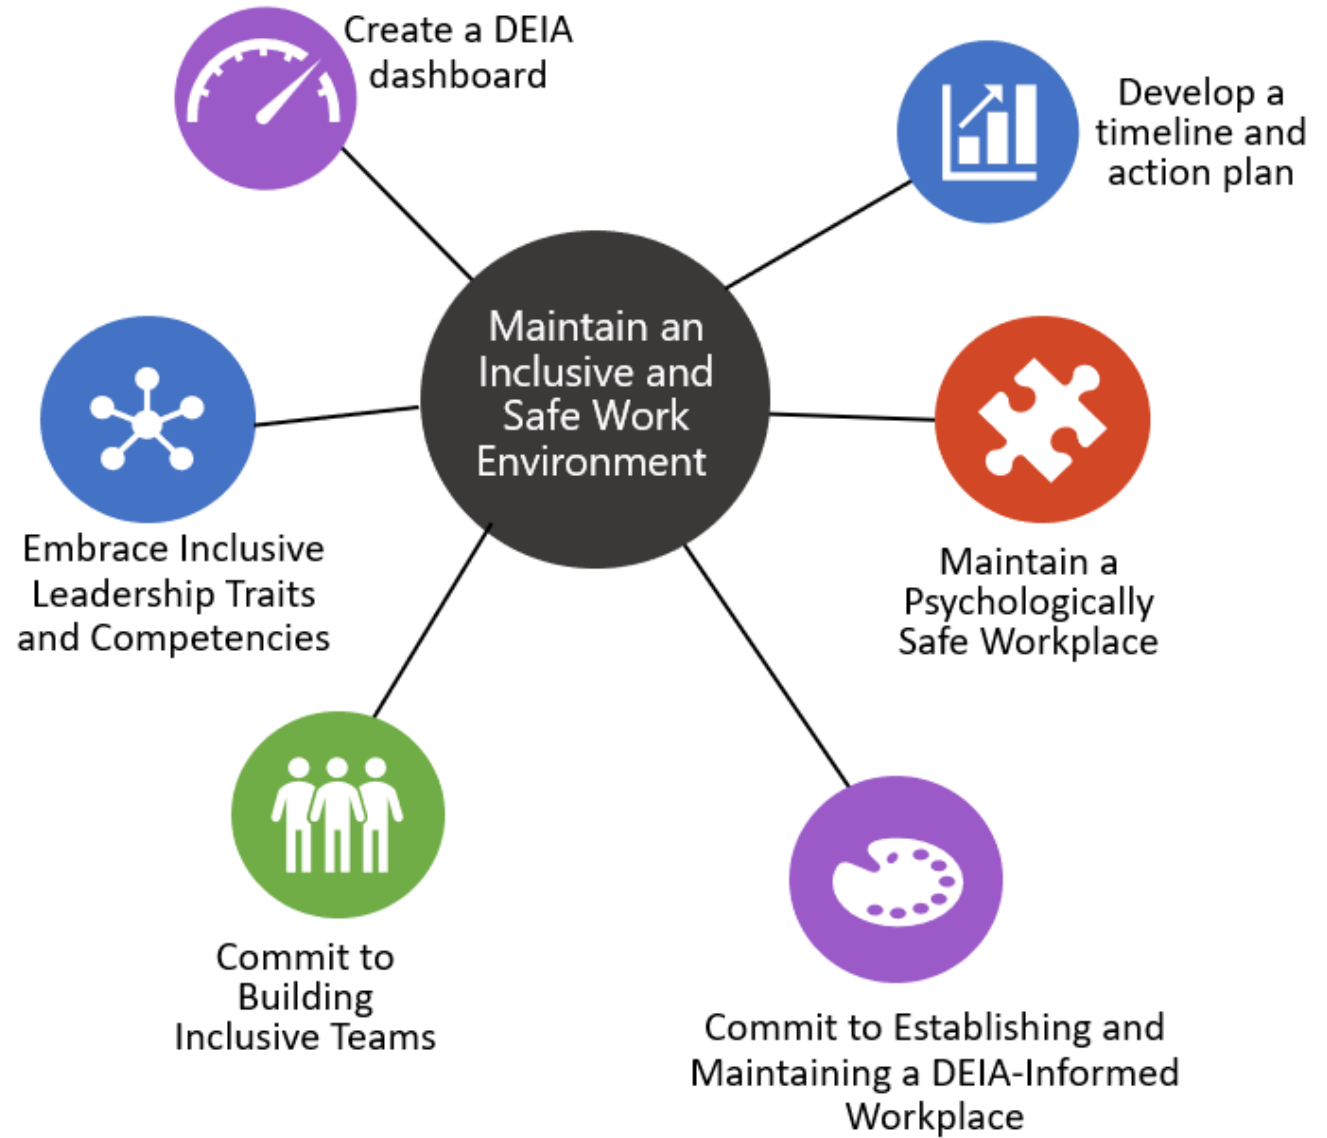 Create a DEIA
dashboard
Develop a
timeline and
action plan
Maintain an
Inclusive and
Safe Work
Environment
Embrace Inclusive
Leadership Traits
and Competencies
Maintain a
Psychologically
Safe Workplace
Commit to
Building
Inclusive Teams
Commit to Establishing and
Maintaining a DEIA-Informed
Workplace